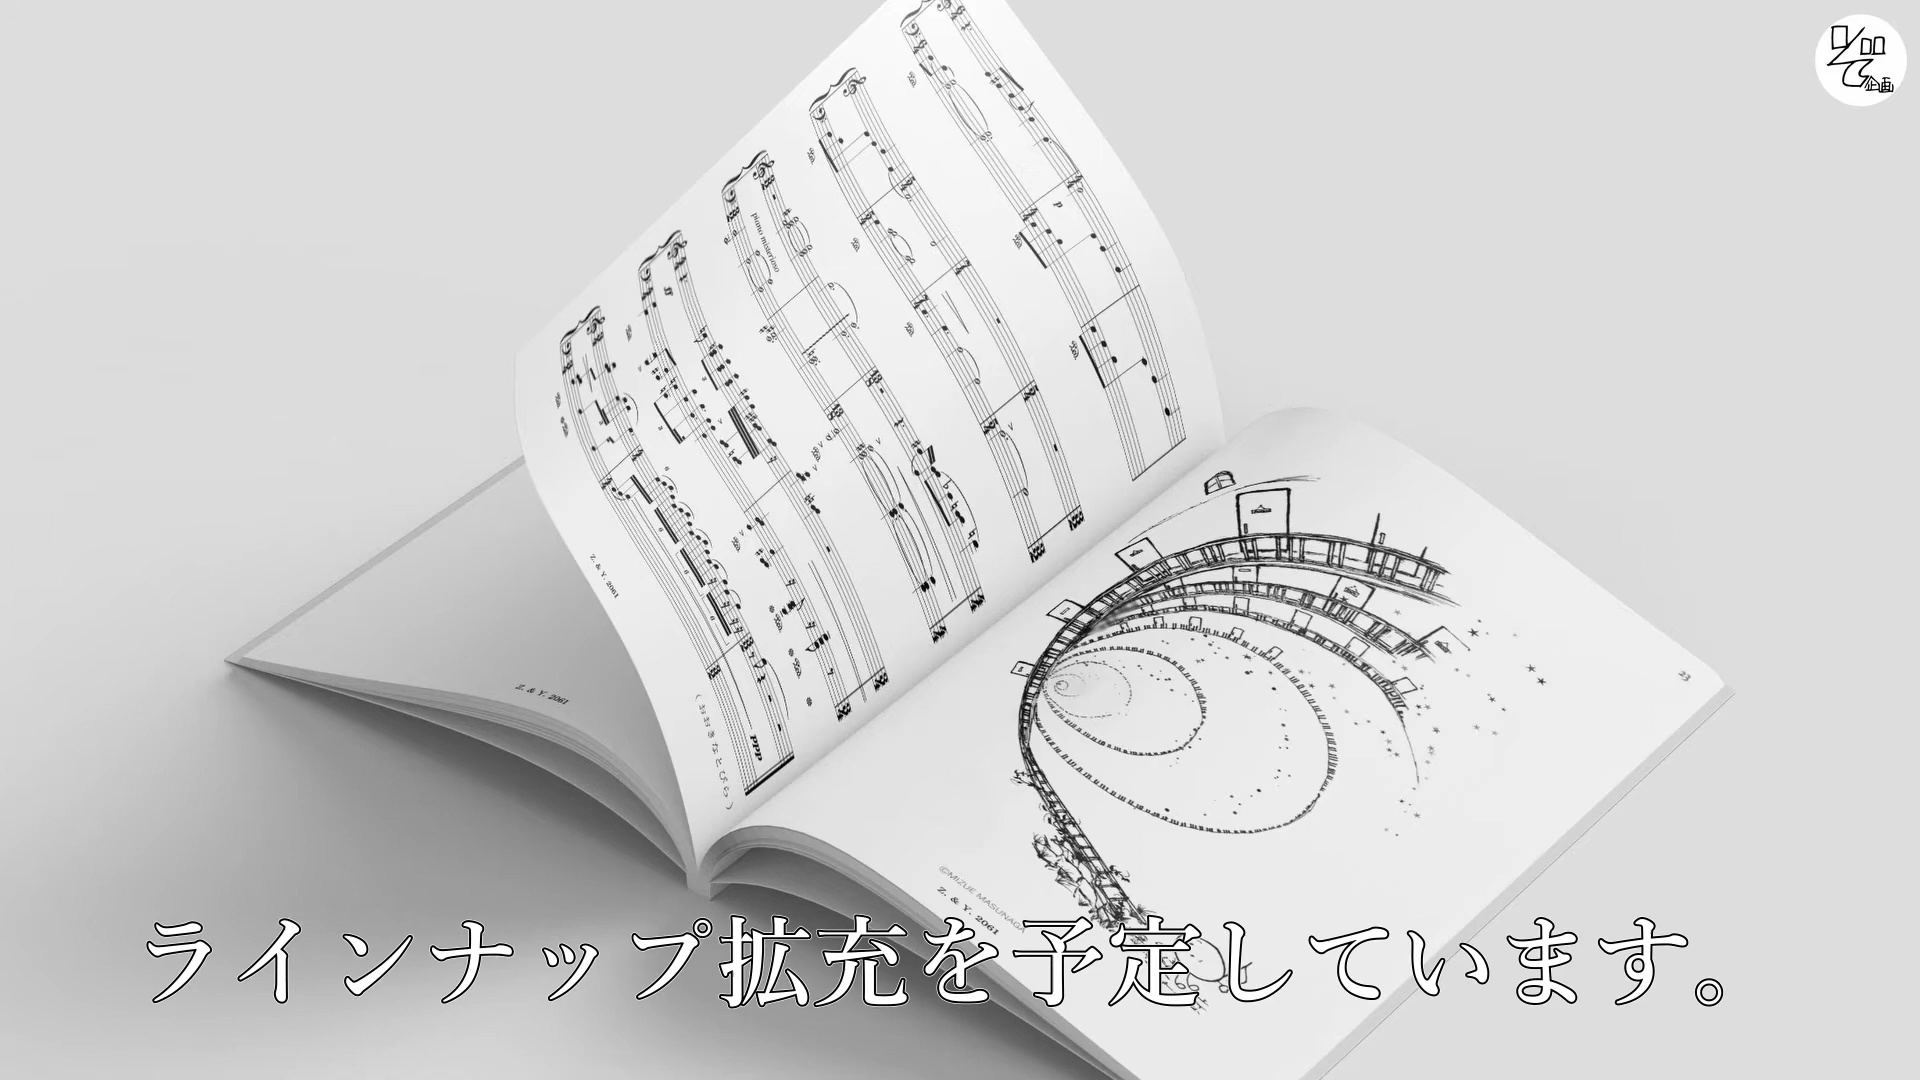 企画
p
piano misterioso
ff
ppp
(おおきなとびら)
Z. & Y. 2061
Z. & Y. 2061
23
©MIZUE MASUNAGA
Z. & Y. 2061
ラインナップ拡充を予定しています。